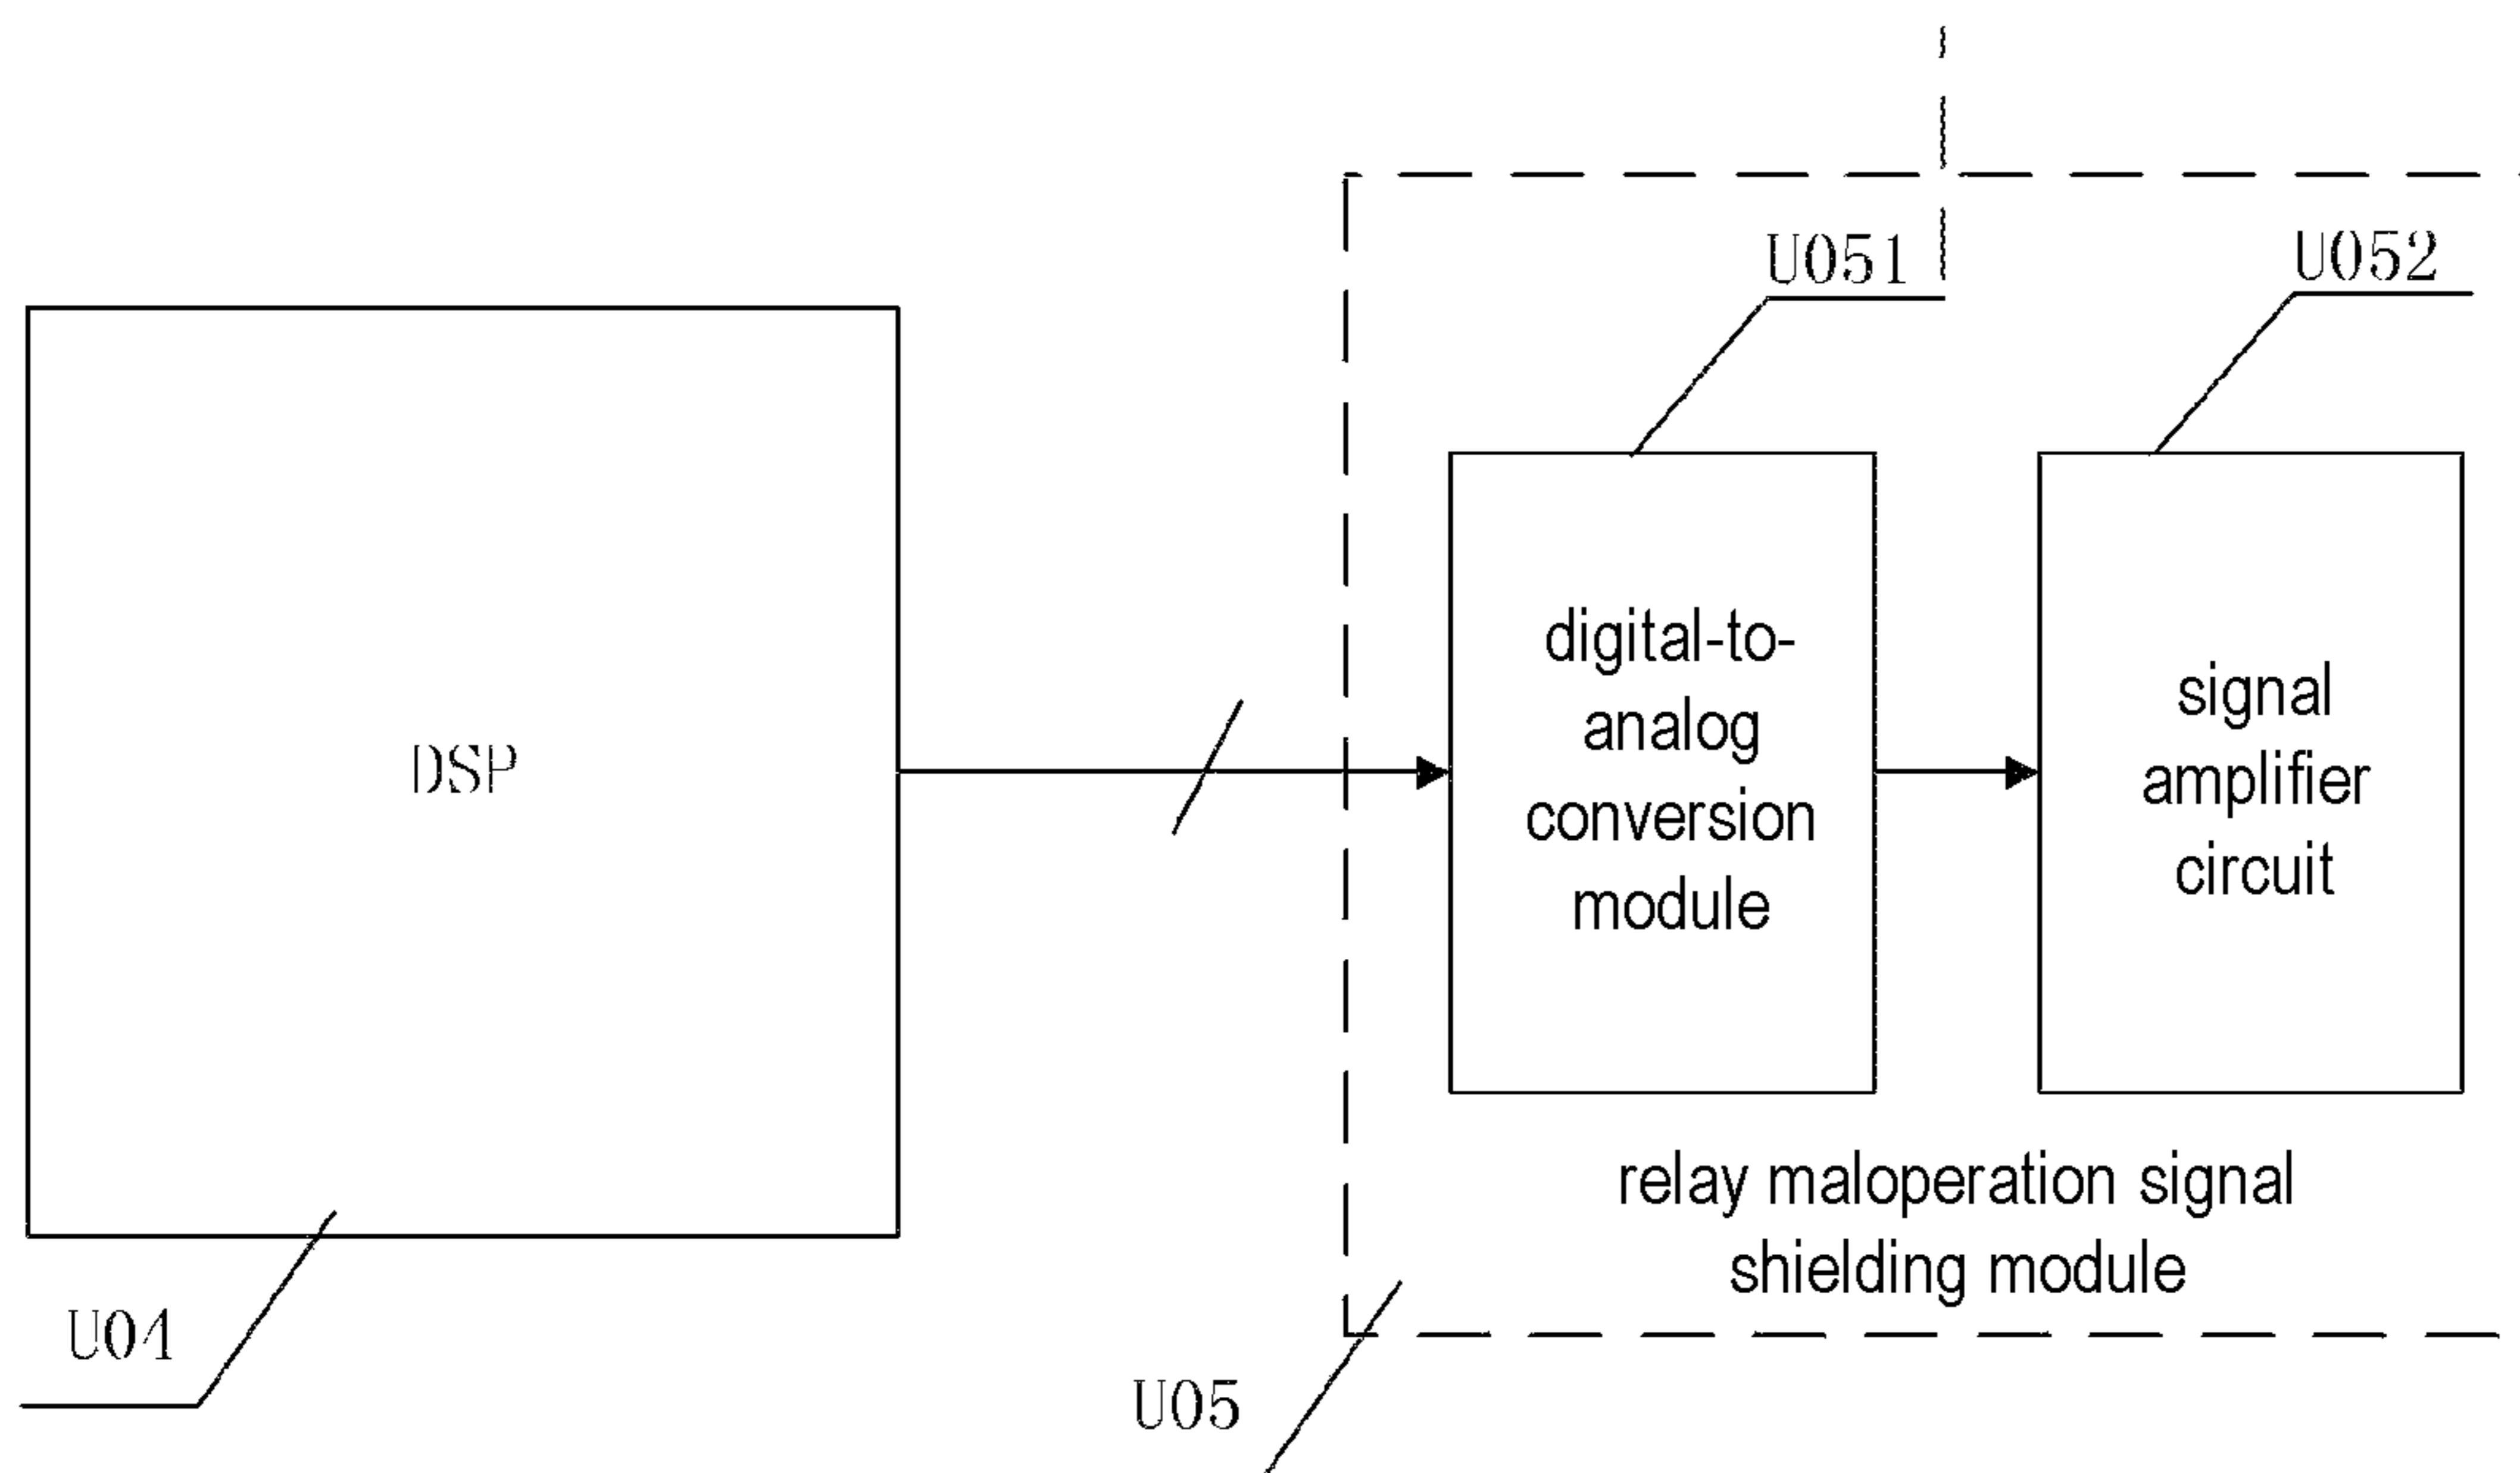 U051
U052
DSP
digital-to-
analog
conversion
module
signal
amplifier
circuit
relay maloperation signal
shielding module
U04
U05